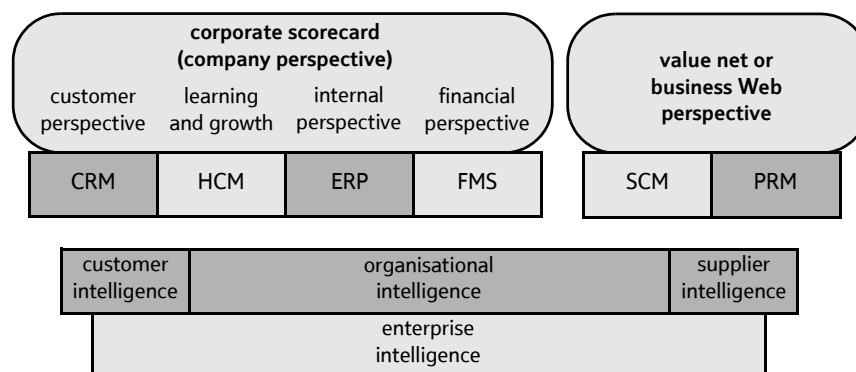 corporate scorecard
(company perspective)
customer perspective
learning and growth
internal perspective
financial perspective
value net or
business Web
perspective
CRM
HCM
ERP
FMS
SCM
PRM
customer
intelligence
organisational
intelligence
supplier
intelligence
enterprise
intelligence